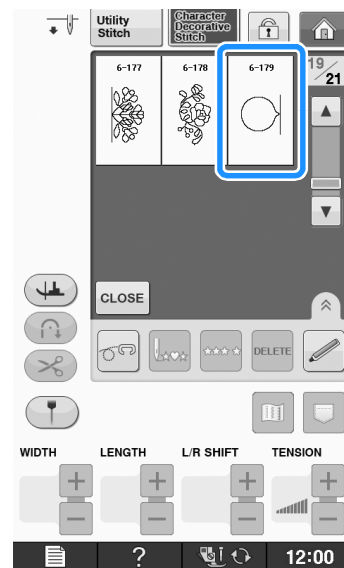 Utility
Stitch
Character
Decorative
Stitch
6-177
6-178
6-179
19
21
CLOSE
DELETE
WIDTH
LENGTH
L/R SHIFT
TENSION
?
12:00